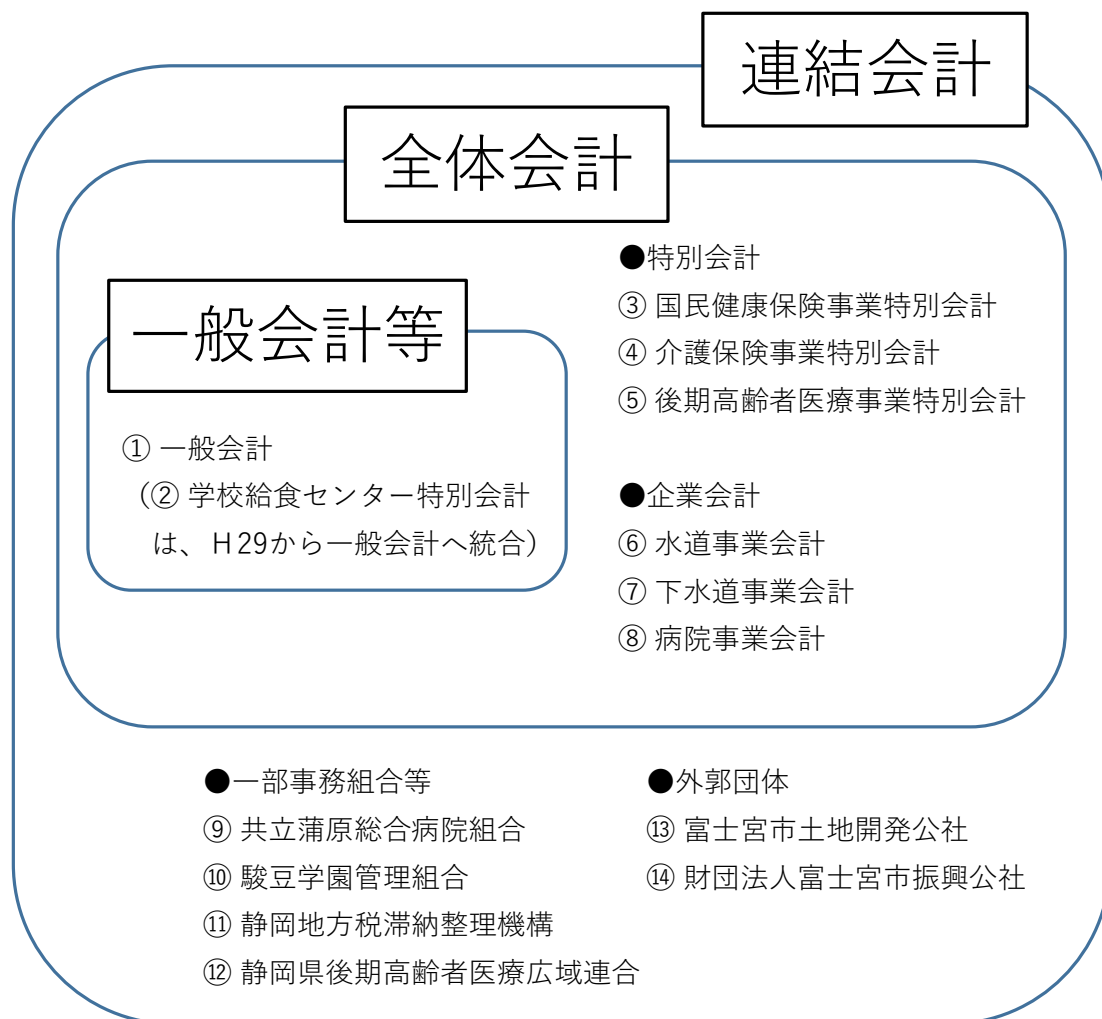 連結会計
全体会計
一般会計等
① 一般会計
(② 学校給食センター特別会計
は、H29から一般会計へ統合)
●特別会計
③ 国民健康保険事業特別会計
④ 介護保険事業特別会計
⑤ 後期高齢者医療事業特別会計
●企業会計
⑥ 水道事業会計
⑦ 下水道事業会計
⑧ 病院事業会計
●一部事務組合等
⑨ 共立蒲原総合病院組合
⑩ 駿豆学園管理組合
⑪ 静岡地方税滞納整理機構
⑫ 静岡県後期高齢者医療広域連合
●外郭団体
⑬ 富士宮市土地開発公社
⑭ 財団法人富士宮市振興公社